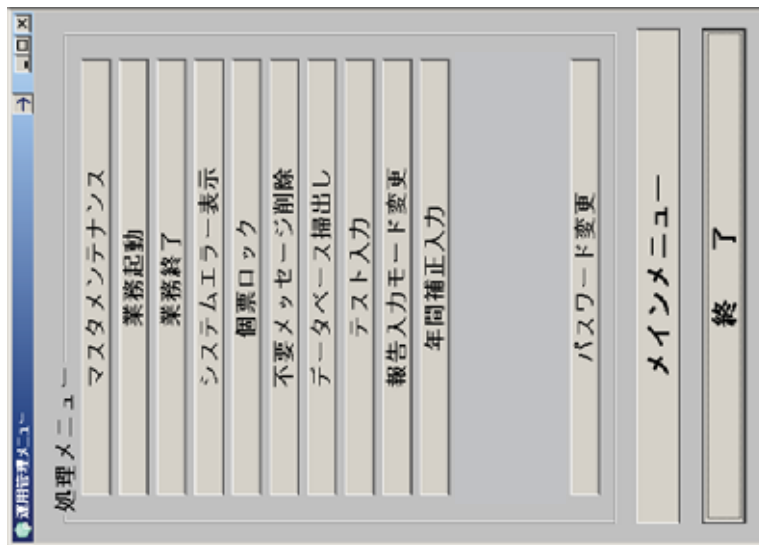 運用管理メニュー
処理メニュー
マスタメンテナンス
業務起動
業務終了
システムエラー表示
個票ロック
不要メッセージ削除
データベース掃出し
テスト入力
報告入力モード変更
年間補正入力
パスワード変更
メインメニュー
終 了